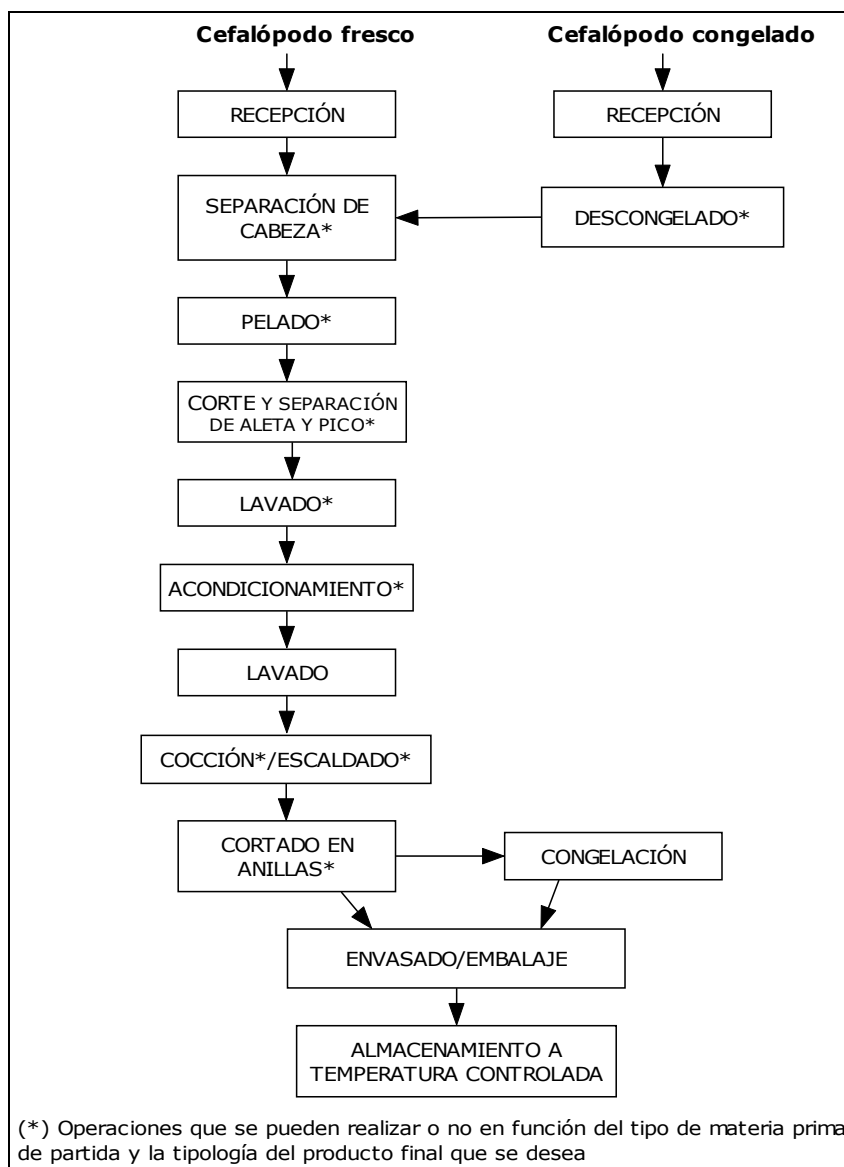 Cefalópodo fresco
Cefalópodo congelado
RECEPCIÓN
RECEPCIÓN
SEPARACIÓN DE
CABEZA*
DESCONGELADO*
PELADO*
CORTE Y SEPARACIÓN
DE ALETA Y PICO*
LAVADO*
ACONDICIONAMIENTO*
LAVADO
COCCIÓN*/ESCALDADO*
CORTADO EN
ANILLAS*
CONGELACIÓN
ENVASADO/EMBALAJE
ALMACENAMIENTO A
TEMPERATURA CONTROLADA
(*) Operaciones que se pueden realizar o no en función del tipo de materia prima
de partida y la tipología del producto final que se desea